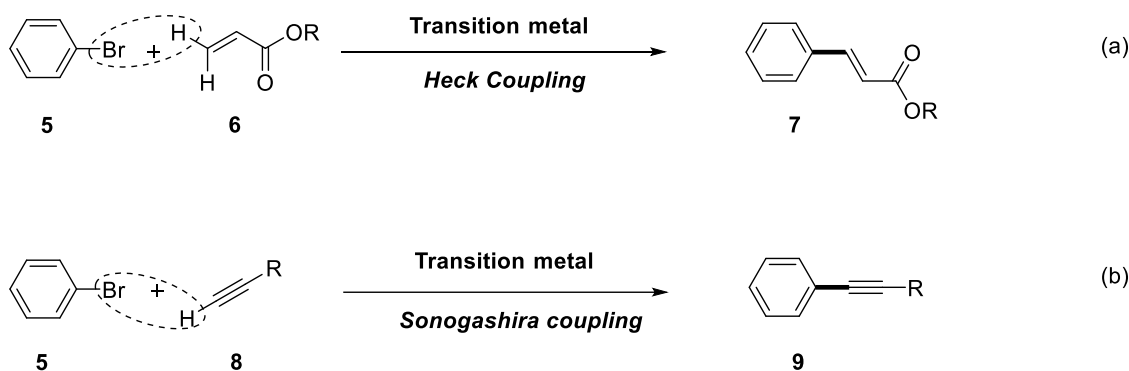 Br + H H OR O
Transition metal
Heck Coupling
O OR
(a)
5 6 7
Br + H R
Transition metal
Sonogashira coupling
R
(b)
5 8 9